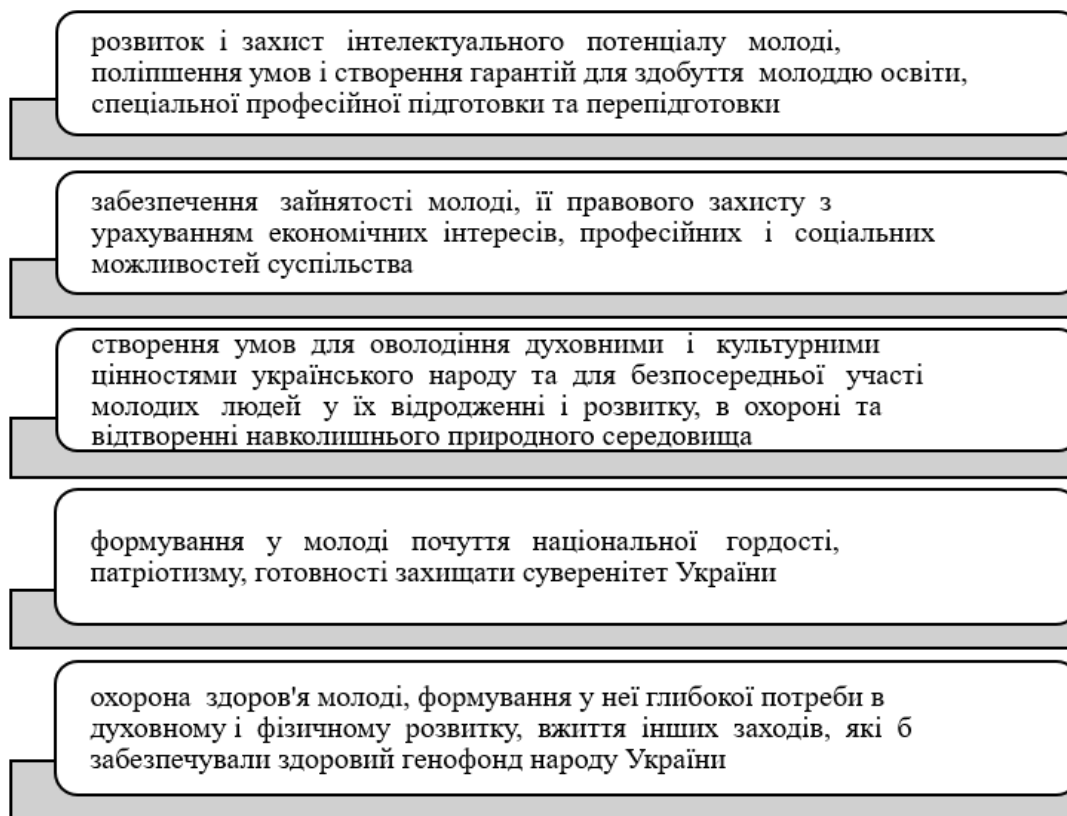 розвиток і захист інтелектуального потенціалу молоді,
поліпшення умов і створення гарантій для здобуття молоддю освіти,
спеціальної професійної підготовки та перепідготовки
забезпечення зайнятості молоді, її правового захисту з
урахуванням економічних інтересів, професійних і соціальних
можливостей суспільства
створення умов для оволодіння духовними і культурними
цінностями українського народу та для безпосередньої участі
молодих людей у їх відродженні і розвитку, в охороні та
відтворенні навколишнього природного середовища
формування у молоді почуття національної гордості,
патріотизму, готовності захищати суверенітет України
охорона здоров'я молоді, формування у неї глибокої потреби в
духовному і фізичному розвитку, вжиття інших заходів, які б
забезпечували здоровий генофонд народу України